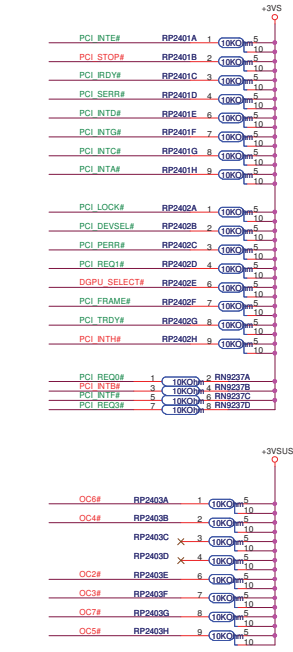 +3VS
PCI_INTE# RP2401A 1 10KOhm 5
10
PCI_STOP# RP2401B 2 10KOhm 5
10
PCI_IRDY# RP2401C 3 10KOhm 5
10
PCI_SERR# RP2401D 4 10KOhm 5
10
PCI_INTD# RP2401E 6 10KOhm 5
10
PCI_INTG# RP2401F 7 10KOhm 5
10
PCI_INTC# RP2401G 8 10KOhm 5
10
PCI_INTA# RP2401H 9 10KOhm 5
10
PCI_LOCK# RP2402A 1 10KOhm 5
10
PCI_DEVSEL# RP2402B 2 10KOhm 5
10
PCI_PERR# RP2402C 3 10KOhm 5
10
PCI_REQ1# RP2402D 4 10KOhm 5
10
DGPU_SELECT# RP2402E 6 10KOhm 5
10
PCI_FRAME# RP2402F 7 10KOhm 5
10
PCI_TRDY# RP2402G 8 10KOhm 5
10
PCI_INTH# RP2402H 9 10KOhm 5
10
PCI_REQ0# 1 10KOhm 2 RN9237A
PCI_INTB# 3 10KOhm 4 RN9237B
PCI_INTF# 5 10KOhm 6 RN9237C
PCI_REQ3# 7 10KOhm 8 RN9237D
+3VSUS
OC6# RP2403A 1 10KOhm 5
10
OC4# RP2403B 2 10KOhm 5
10
RP2403C 3 10KOhm 5
10
RP2403D 4 10KOhm 5
10
OC2# RP2403E 6 10KOhm 5
10
OC3# RP2403F 7 10KOhm 5
10
OC7# RP2403G 8 10KOhm 5
10
OC5# RP2403H 9 10KOhm 5
10